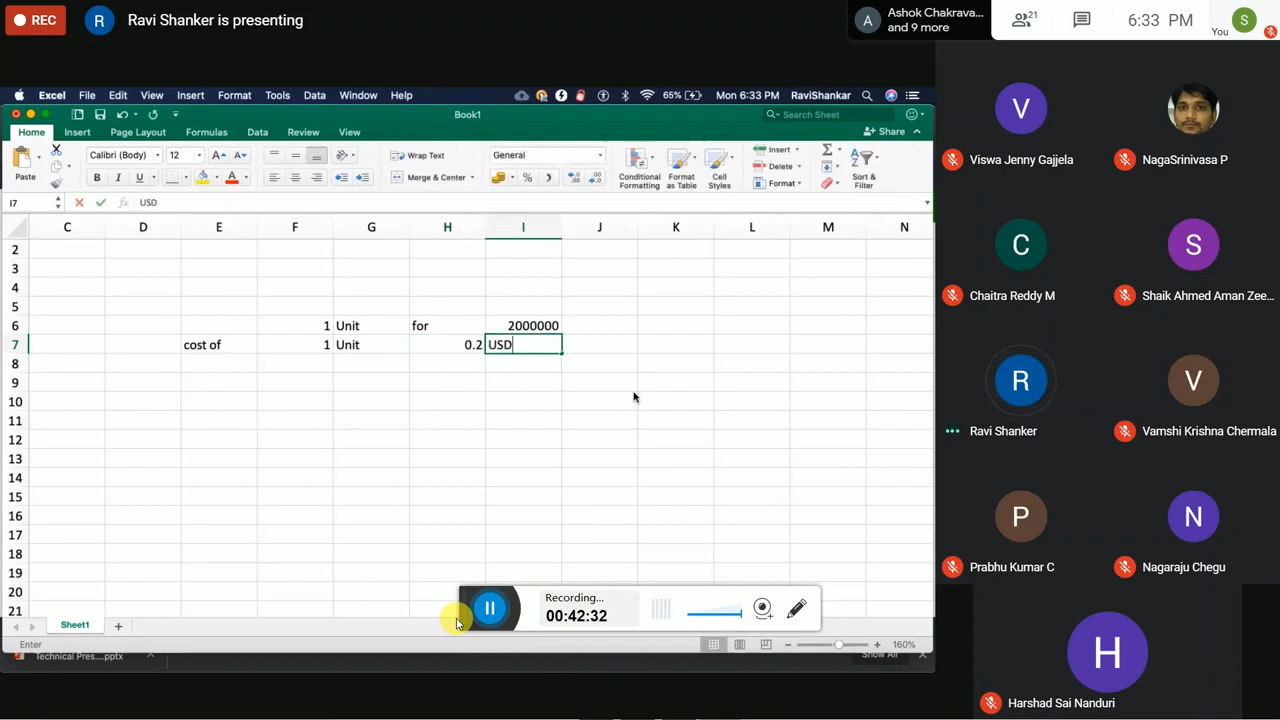 REC
R
Ravi Shanker is presenting
A
Ashok Chakrava...
and 9 more
21
6:33 PM
You
S
Excel File Edit View Insert Format Tools Data Window Help
65%
Mon 6:33 PM
RaviShankar
Book1
Search Sheet
Home Insert Page Layout Formulas Data Review View
Share
Paste
Calibri (Body)
12
A A
Wrap Text
General
B I U
A
Merge & Center
%
Conditional
Formatting
Format
as Table
Cell
Styles
Insert
Delete
Format
Sort &
Filter
I7
fx
USD
C D E F G H I J K L M N
2
3
4
5
6 1 Unit for 2000000
7 cost of 1 Unit 0.2 USD
8
9
10
11
12
13
14
15
16
17
18
19
20
21
Recording...
00:42:32
Sheet1
+
Enter
160%
Technical Pres....pptx
Show All
V
Viswa Jenny Gajjela
NagaSrinivasa P
C
Chaitra Reddy M
S
Shaik Ahmed Aman Zee...
R
Ravi Shanker
V
Vamshi Krishna Chermala
P
Prabhu Kumar C
N
Nagaraju Chegu
H
Harshad Sai Nanduri